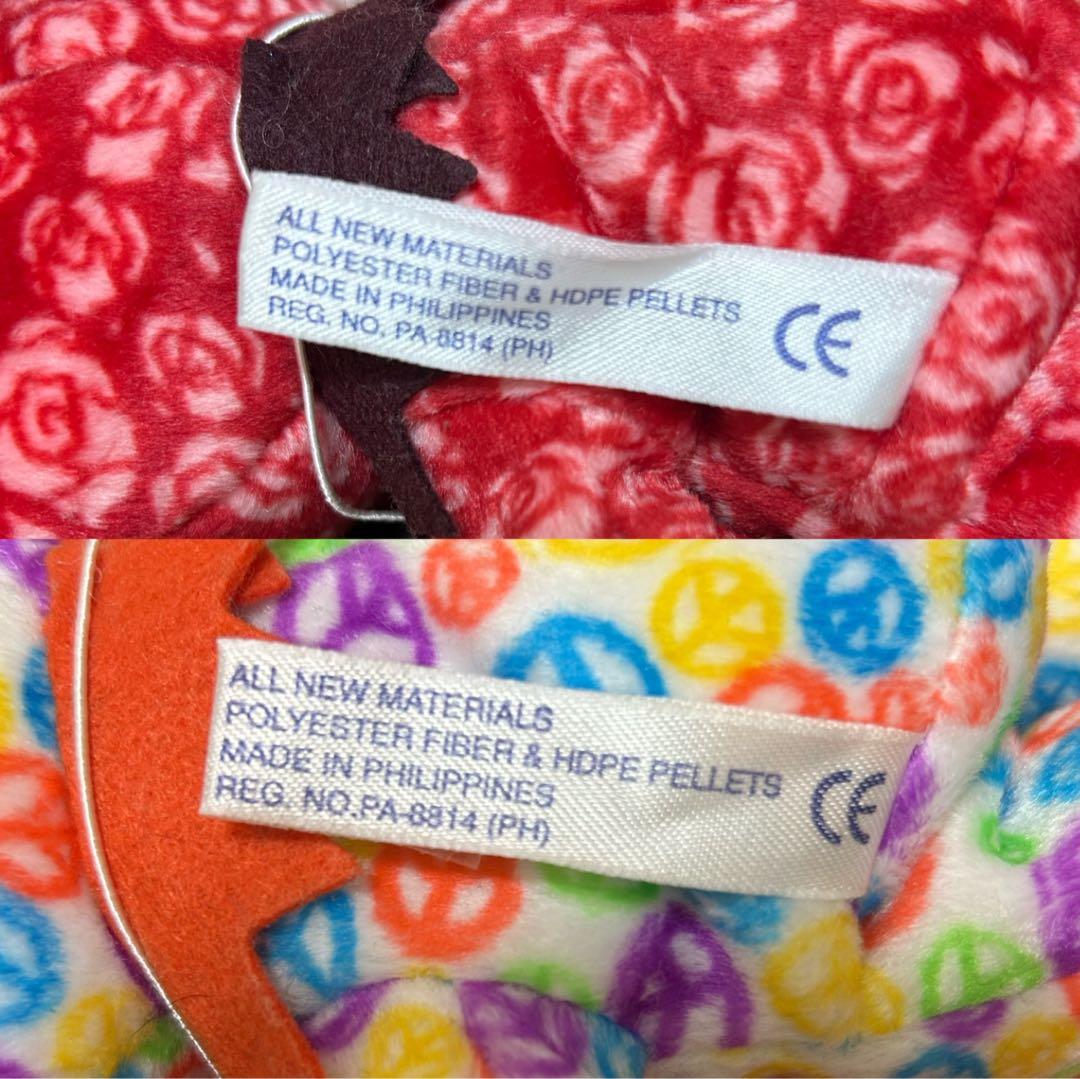 ALL NEW MATERIALS
POLYESTER FIBER & HDPE PELLETS
MADE IN PHILIPPINES
REG. NO. PA-8814 (PH)
CE
ALL NEW MATERIALS
POLYESTER FIBER & HDPE PELLETS
MADE IN PHILIPPINES
REG. NO.PA-8814 (PH)
CE